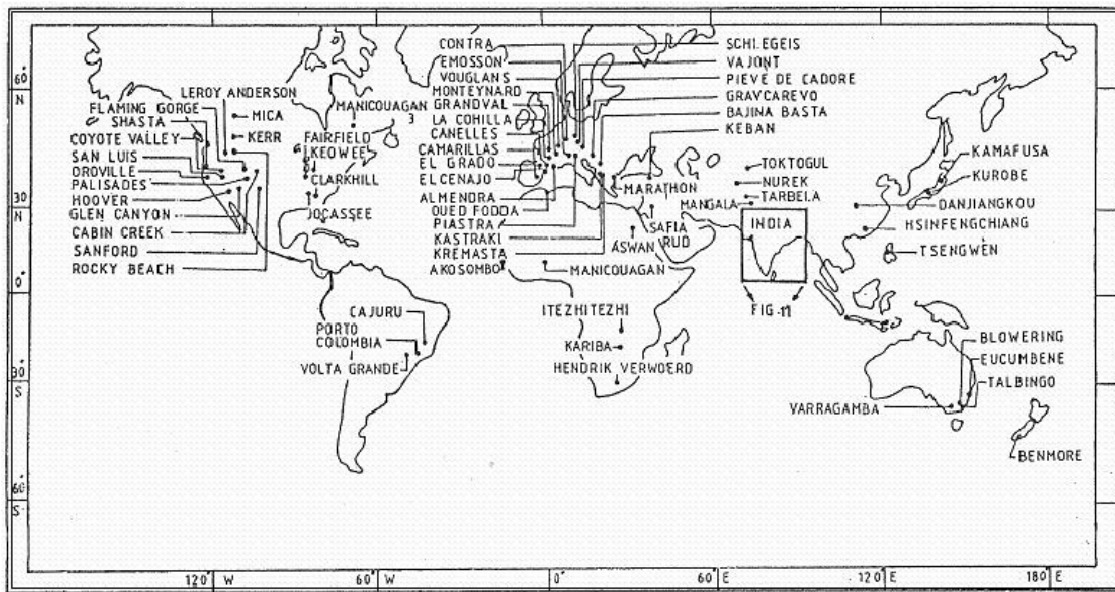 LEROY ANDERSON
FLAMING GORGE
SHASTA
COYOTE VALLEY
SAN LUIS
OROVILLE
PALISADES
HOOVER
GLEN CANYON
CABIN CREEK
SANFORD
ROCKY BEACH
MICA
KERR
MANICOUAGAN
3
FAIRFIELD
KEOWEE
CLARKHILL
JOCASSEE
CONTRA
EMOSSON
VOUGLANS
MONTEYNARD
GRANDVAL
LA COHILLA
CANELLES
CAMARILLAS
EL GRADO
EL CENAJO
ALMENDRA
OUED FODDA
PIASTRA
KASTRAKI
KREMASTA
AKOSOMBO
MANICOUAGAN
SCHLEGEIS
VAJONT
PIEVE DE CADORE
GRAVCAREVO
BAJINA BASTA
KEBAN
MARATHON
SAFIA
RUD
ASWAN
TOKTOGUL
NUREK
TARBELA
MANGALA
INDIA
FIG-11
KAMAFUSA
KUROBE
DANJIANGKOU
HSINFENGCHIANG
TSENGWEN
CAJURU
PORTO
COLOMBIA
VOLTA GRANDE
ITEZHITEZHI
KARIBA
HENDRIK VERWOERD
BLOWERING
EUCUMBENE
TALBINGO
VARRAGAMBA
BENMORE
60°
N
30
N
0°
30
S
60°
S
120° W
60° W
0°
60° E
120° E
180° E